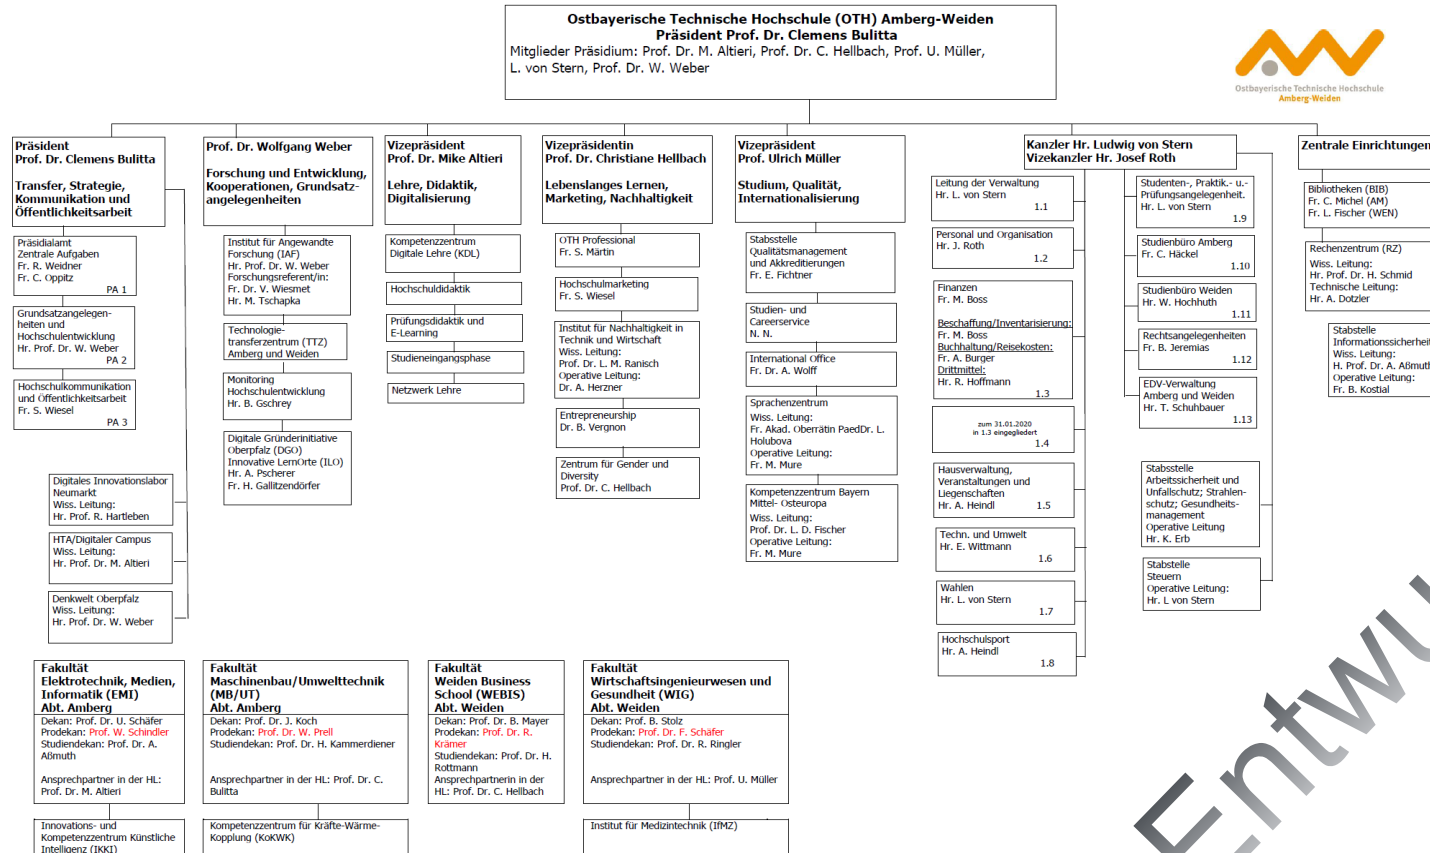 Ostbayerische Technische Hochschule (OTH) Amberg-Weiden
Präsident Prof. Dr. Clemens Bulitta
Mitglieder Präsidium: Prof. Dr. M. Altieri, Prof. Dr. C. Hellbach, Prof. U. Müller,
L. von Stern, Prof. Dr. W. Weber
Ostbayerische Technische Hochschule
Amberg-Weiden
Präsident
Prof. Dr. Clemens Bulitta
Transfer, Strategie,
Kommunikation und
Öffentlichkeitsarbeit
Präsidialamt
Zentrale Aufgaben
Fr. R. Weidner
Fr. C. Oppitz
PA 1
Grundsatzangelegen-
heiten und
Hochschulentwicklung
Hr. Prof. Dr. W. Weber
PA 2
Hochschulkommunikation
und Öffentlichkeitsarbeit
Fr. S. Wiesel
PA 3
Digitales Innovationslabor
Neumarkt
Wiss. Leitung:
Hr. Prof. R. Hartleben
HTA/Digitaler Campus
Wiss. Leitung:
Hr. Prof. Dr. M. Altieri
Denkwelt Oberpfalz
Wiss. Leitung:
Hr. Prof. Dr. W. Weber
Prof. Dr. Wolfgang Weber
Forschung und Entwicklung,
Kooperationen, Grundsatz-
angelegenheiten
Institut für Angewandte
Forschung (IAF)
Hr. Prof. Dr. W. Weber
Forschungsreferent/in:
Fr. Dr. V. Wiesmet
Hr. M. Tschapka
Technologie-
transferzentrum (TTZ)
Amberg und Weiden
Monitoring
Hochschulentwicklung
Hr. B. Gschrey
Digitale Gründerinitiative
Oberpfalz (DGO)
Innovative LernOrte (ILO)
Hr. A. Pscherer
Fr. H. Gallitzendörfer
Vizepräsident
Prof. Dr. Mike Altieri
Lehre, Didaktik,
Digitalisierung
Kompetenzzentrum
Digitale Lehre (KDL)
Hochschuldidaktik
Prüfungsdidaktik und
E-Learning
Studieneingangsphase
Netzwerk Lehre
Vizepräsidentin
Prof. Dr. Christiane Hellbach
Lebenslanges Lernen,
Marketing, Nachhaltigkeit
OTH Professional
Fr. S. Märtin
Hochschulmarketing
Fr. S. Wiesel
Institut für Nachhaltigkeit in
Technik und Wirtschaft
Wiss. Leitung:
Prof. Dr. L. M. Ranisch
Operative Leitung:
Dr. A. Herzner
Entrepreneurship
Dr. B. Vergnon
Zentrum für Gender und
Diversity
Prof. Dr. C. Hellbach
Vizepräsident
Prof. Ulrich Müller
Studium, Qualität,
Internationalisierung
Stabsstelle
Qualitätsmanagement
und Akkreditierungen
Fr. E. Fichtner
Studien- und
Careerservice
N. N.
International Office
Fr. Dr. A. Wolff
Sprachenzentrum
Wiss. Leitung:
Fr. Akad. Oberrätin PaedDr. L.
Holubova
Operative Leitung:
Fr. M. Mure
Kompetenzzentrum Bayern
Mittel- Osteuropa
Wiss. Leitung:
Prof. Dr. L. D. Fischer
Operative Leitung:
Fr. M. Mure
Kanzler Hr. Ludwig von Stern
Vizekanzler Hr. Josef Roth
Leitung der Verwaltung
Hr. L. von Stern
1.1
Personal und Organisation
Hr. J. Roth
1.2
Finanzen
Fr. M. Boss
Beschaffung/Inventarisierung:
Fr. M. Boss
Buchhaltung/Reisekosten:
Fr. A. Burger
Drittmittel:
Hr. R. Hoffmann
1.3
zum 31.01.2020
in 1.3 eingegliedert
1.4
Hausverwaltung,
Veranstaltungen und
Liegenschaften
Hr. A. Heindl
1.5
Techn. und Umwelt
Hr. E. Wittmann
1.6
Wahlen
Hr. L. von Stern
1.7
Hochschulsport
Hr. A. Heindl
1.8
Studenten-, Praktik.- u.-
Prüfungsangelegenheit.
Hr. L. von Stern
1.9
Studienbüro Amberg
Fr. C. Häckel
1.10
Studienbüro Weiden
Hr. W. Hochhuth
1.11
Rechtsangelegenheiten
Fr. B. Jeremias
1.12
EDV-Verwaltung
Amberg und Weiden
Hr. T. Schuhbauer
1.13
Stabsstelle
Arbeitssicherheit und
Unfallschutz; Strahlen-
schutz; Gesundheits-
management
Operative Leitung
Hr. K. Erb
Stabstelle
Steuern
Operative Leitung:
Hr. L von Stern
Zentrale Einrichtungen
Bibliotheken (BIB)
Fr. C. Michel (AM)
Fr. L. Fischer (WEN)
Rechenzentrum (RZ)
Wiss. Leitung:
Hr. Prof. Dr. H. Schmid
Technische Leitung:
Hr. A. Dotzler
Stabstelle
Informationssicherheit
Wiss. Leitung:
H. Prof. Dr. A. Aßmuth
Operative Leitung:
Fr. B. Kostial
Fakultät
Elektrotechnik, Medien,
Informatik (EMI)
Abt. Amberg
Dekan: Prof. Dr. U. Schäfer
Prodekan: Prof. W. Schindler
Studiendekan: Prof. Dr. A.
Aßmuth
Ansprechpartner in der HL:
Prof. Dr. M. Altieri
Innovations- und
Kompetenzzentrum Künstliche
Intelligenz (IKKI)
Fakultät
Maschinenbau/Umwelttechnik
(MB/UT)
Abt. Amberg
Dekan: Prof. Dr. J. Koch
Prodekan: Prof. Dr. W. Prell
Studiendekan: Prof. Dr. H. Kammerdiener
Ansprechpartner in der HL: Prof. Dr. C.
Bulitta
Kompetenzzentrum für Kräfte-Wärme-
Kopplung (KoKWK)
Fakultät
Weiden Business
School (WEBIS)
Abt. Weiden
Dekan: Prof. Dr. B. Mayer
Prodekan: Prof. Dr. R.
Krämer
Studiendekan: Prof. Dr. H.
Rottmann
Ansprechpartnerin in der
HL: Prof. Dr. C. Hellbach
Fakultät
Wirtschaftsingenieurwesen und
Gesundheit (WIG)
Abt. Weiden
Dekan: Prof. B. Stolz
Prodekan: Prof. Dr. F. Schäfer
Studiendekan: Prof. Dr. R. Ringler
Ansprechpartner in der HL: Prof. U. Müller
Institut für Medizintechnik (IfMZ)
Entwu